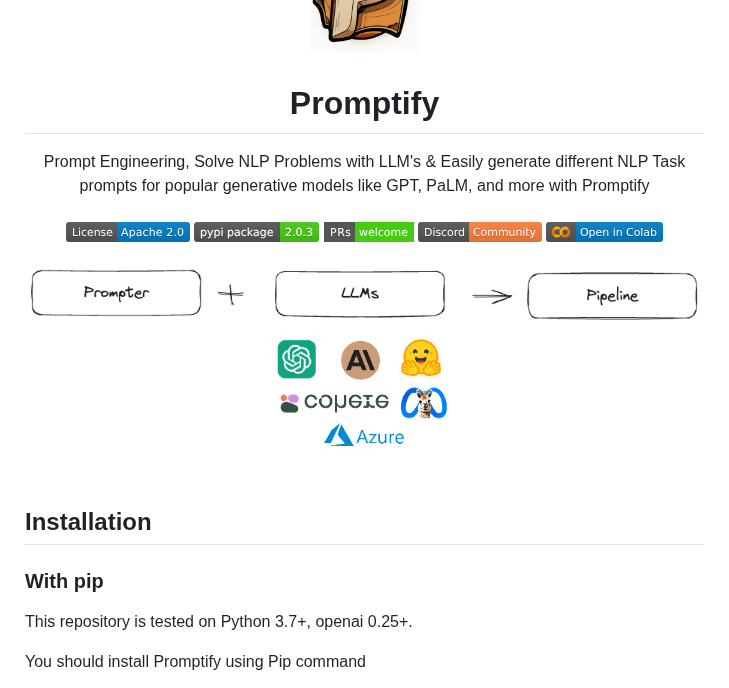 Promptify
Prompt Engineering, Solve NLP Problems with LLM's & Easily generate different NLP Task
prompts for popular generative models like GPT, PaLM, and more with Promptify
License Apache 2.0 pypi package 2.0.3 PRs welcome Discord Community Open in Colab
Prompter + LLMs → Pipeline
AI
cohere
Azure
Installation
With pip
This repository is tested on Python 3.7+, openai 0.25+.
You should install Promptify using Pip command